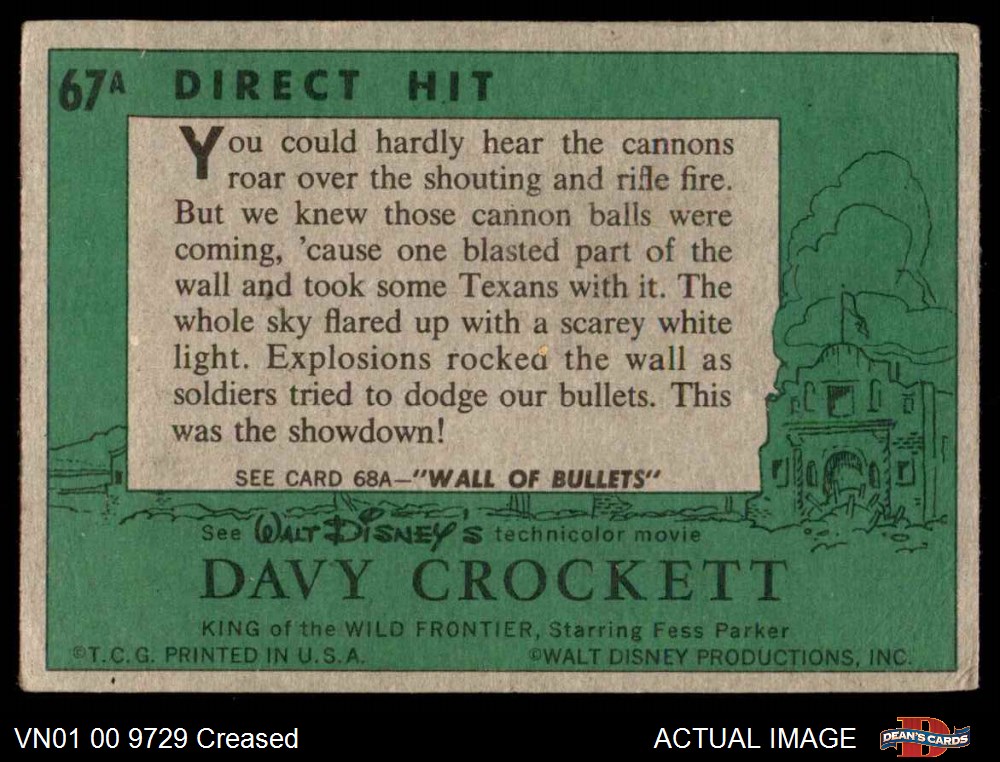 67A DIRECT HIT
You could hardly hear the cannons
roar over the shouting and rifle fire.
But we knew those cannon balls were
coming, 'cause one blasted part of the
wall and took some Texans with it. The
whole sky flared up with a scarey white
light. Explosions rocked the wall as
soldiers tried to dodge our bullets. This
was the showdown!
SEE CARD 68A—"WALL OF BULLETS"
See WALT DISNEY'S technicolor movie
DAVY CROCKETT
KING of the WILD FRONTIER, Starring Fess Parker
©T.C.G. PRINTED IN U.S.A. ©WALT DISNEY PRODUCTIONS, INC.
VN01 00 9729 Creased ACTUAL IMAGE DEAN'S CARDS